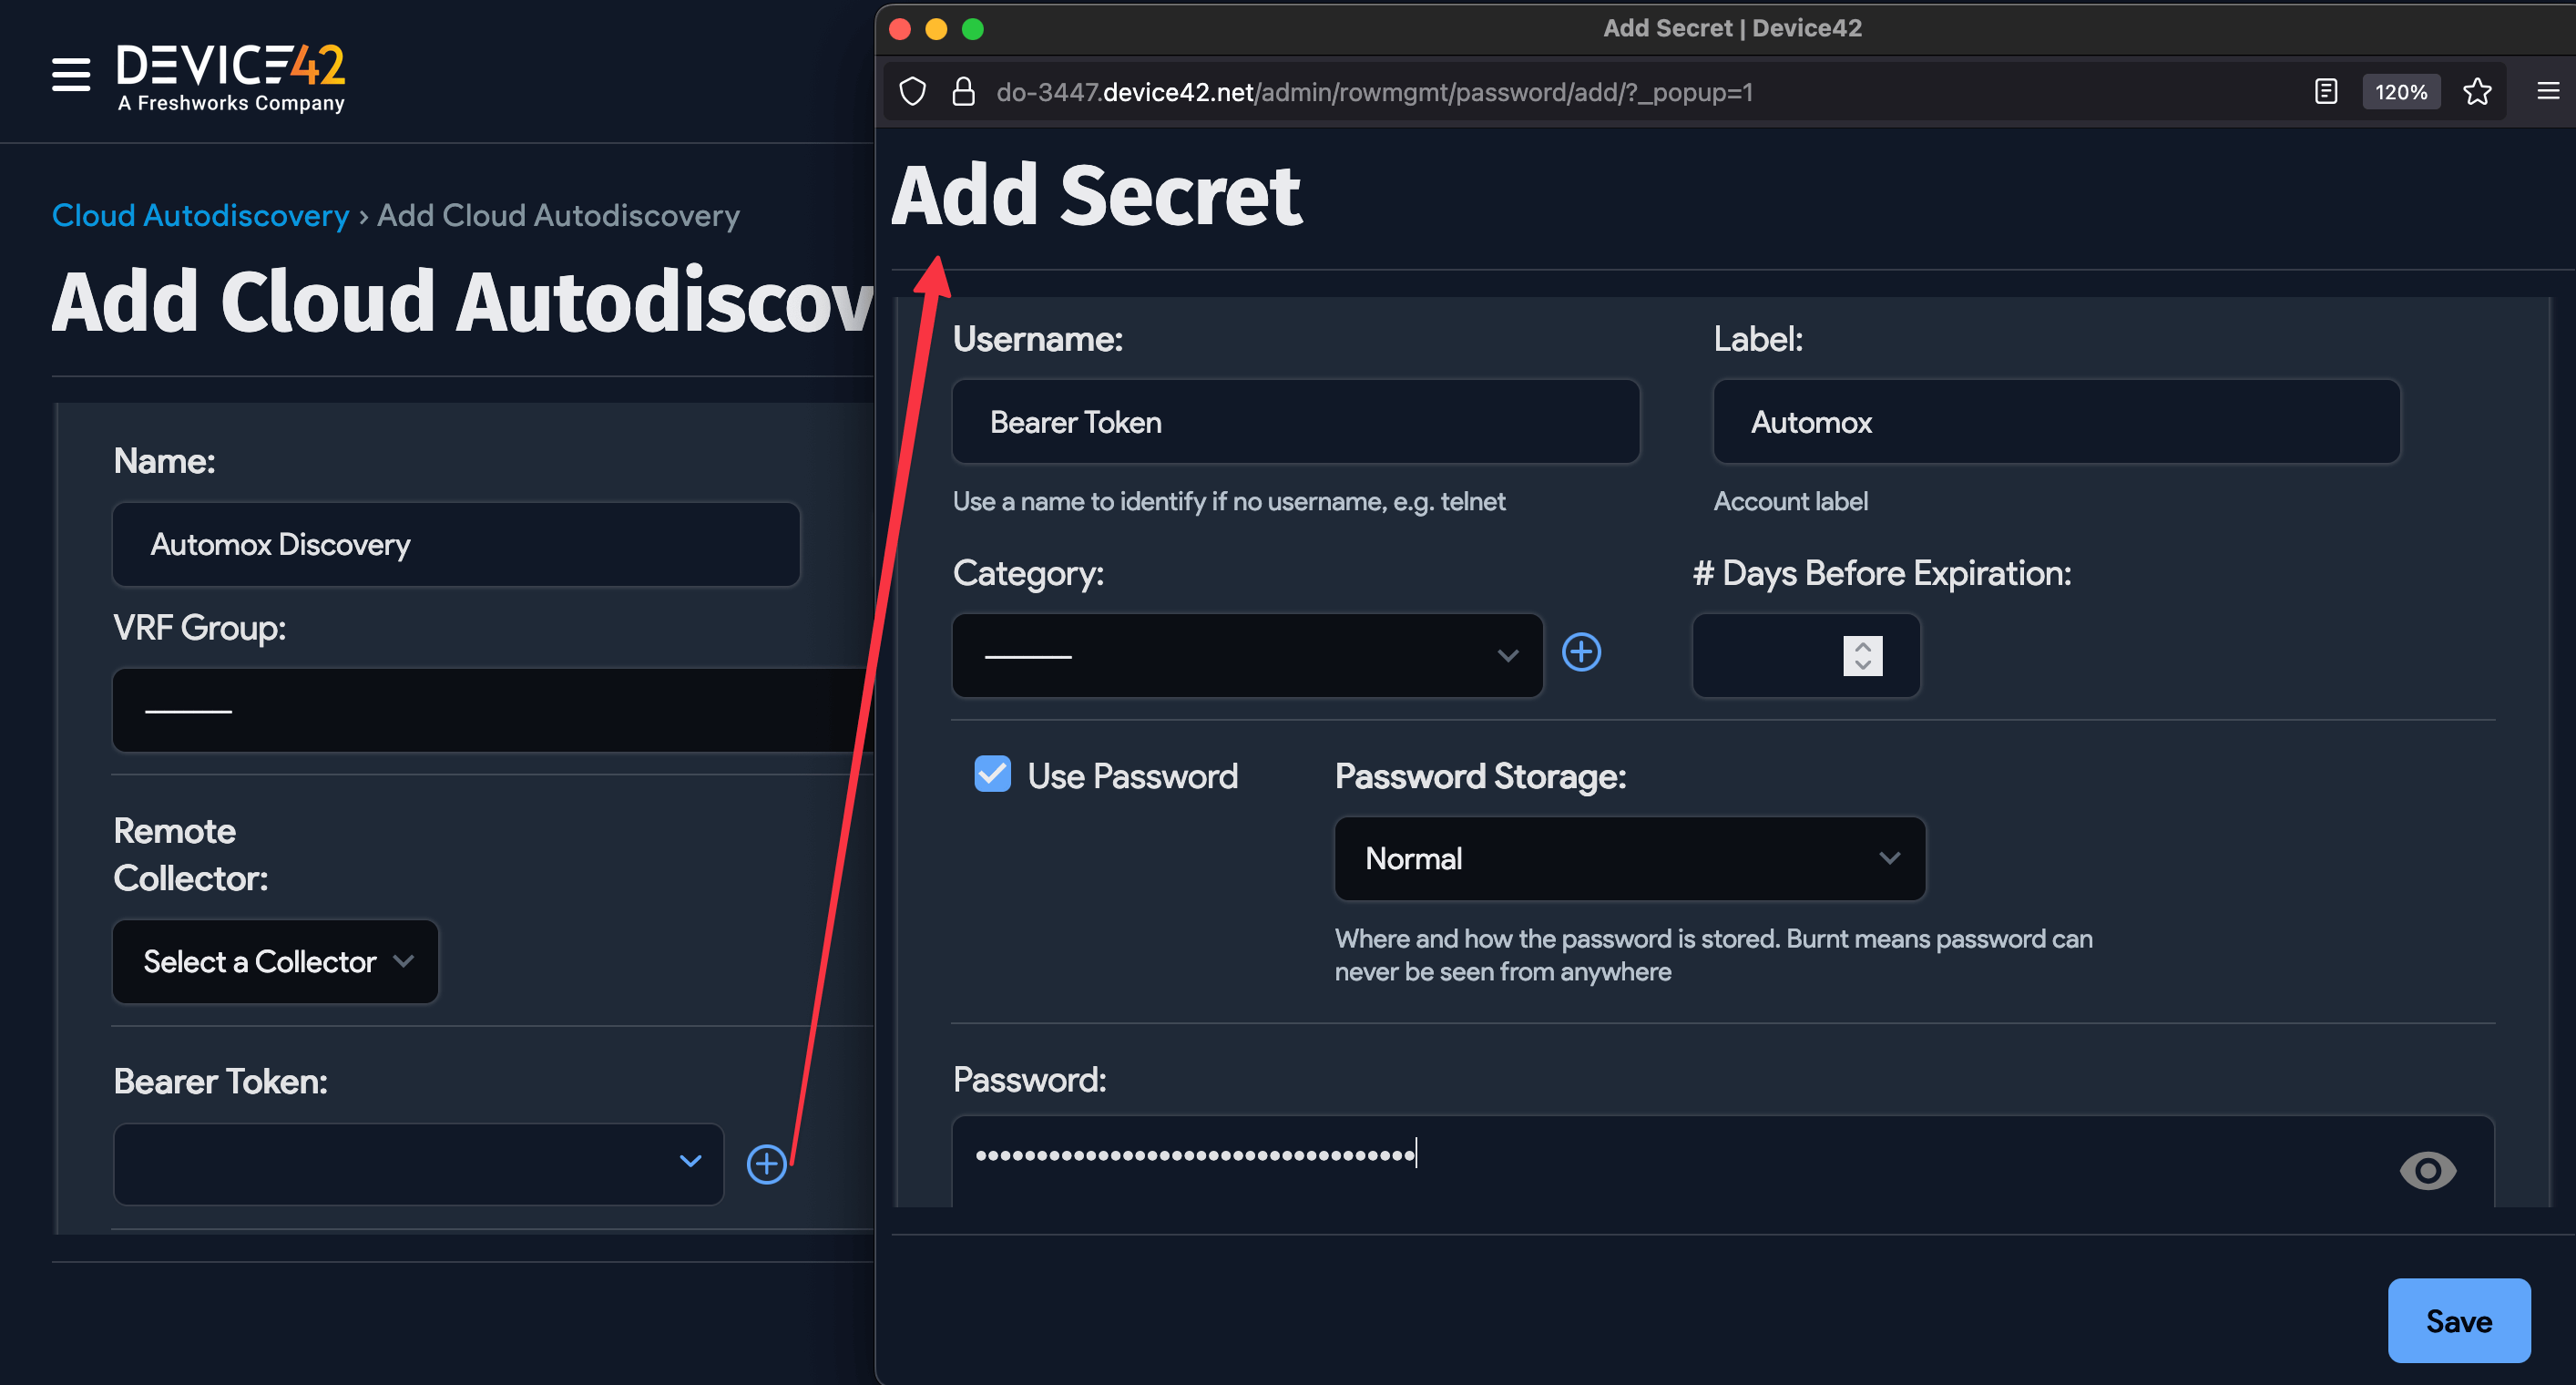 DEVICE42
A Freshworks Company
Cloud Autodiscovery › Add Cloud Autodiscovery
Add Cloud Autodiscov
Name:
Automox Discovery
VRF Group:
Remote
Collector:
Select a Collector
Bearer Token:
Add Secret | Device42
do-3447.device42.net/admin/rowmgmt/password/add/?_popup=1
120%
Add Secret
Username:
Label:
Bearer Token
Automox
Use a name to identify if no username, e.g. telnet
Account label
Category:
# Days Before Expiration:
Use Password
Password Storage:
Normal
Where and how the password is stored. Burnt means password can
never be seen from anywhere
Password:
Save